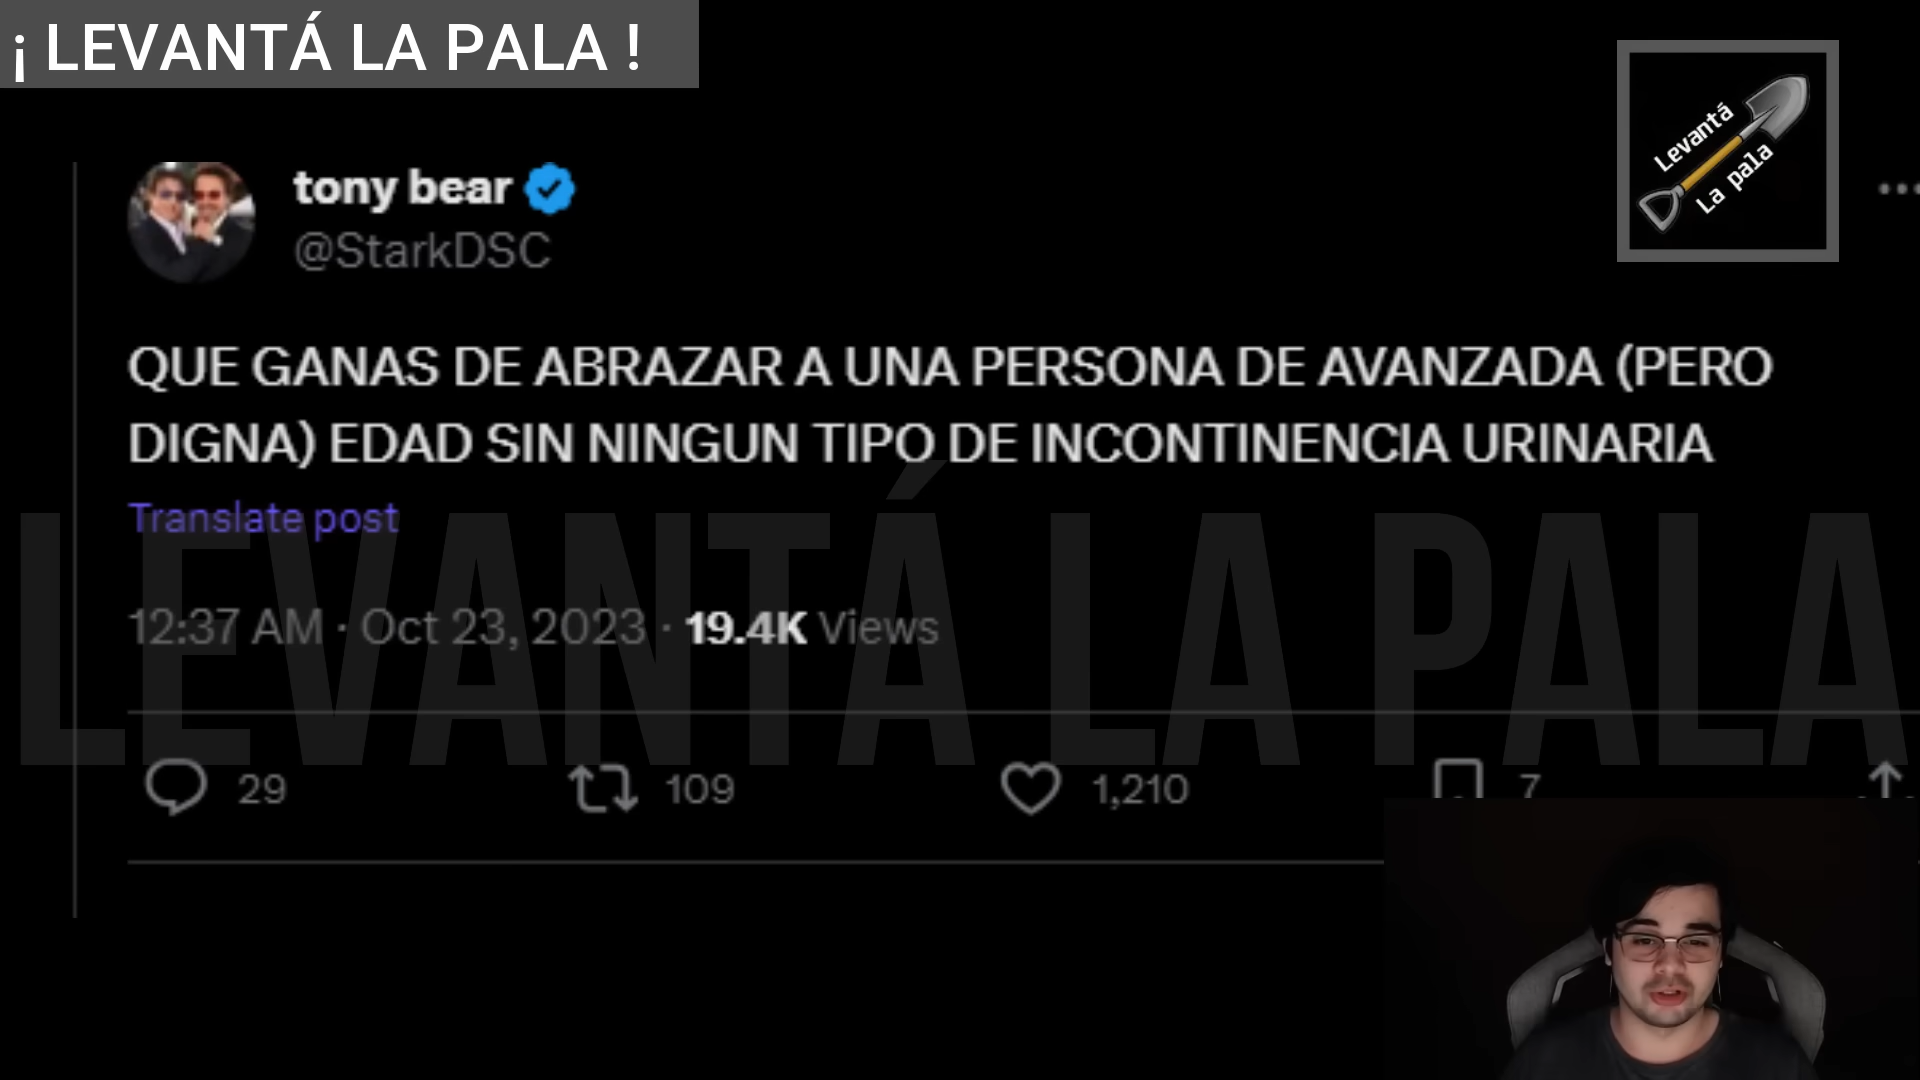 ¡ LEVANTÁ LA PALA !
Levantá
La pala
tony bear
@StarkDSC
QUE GANAS DE ABRAZAR A UNA PERSONA DE AVANZADA (PERO
DIGNA) EDAD SIN NINGUN TIPO DE INCONTINENCIA URINARIA
Translate post
LEVANTÁ LA PALA
12:37 AM · Oct 23, 2023 · 19.4K Views
29 109 1,210 7